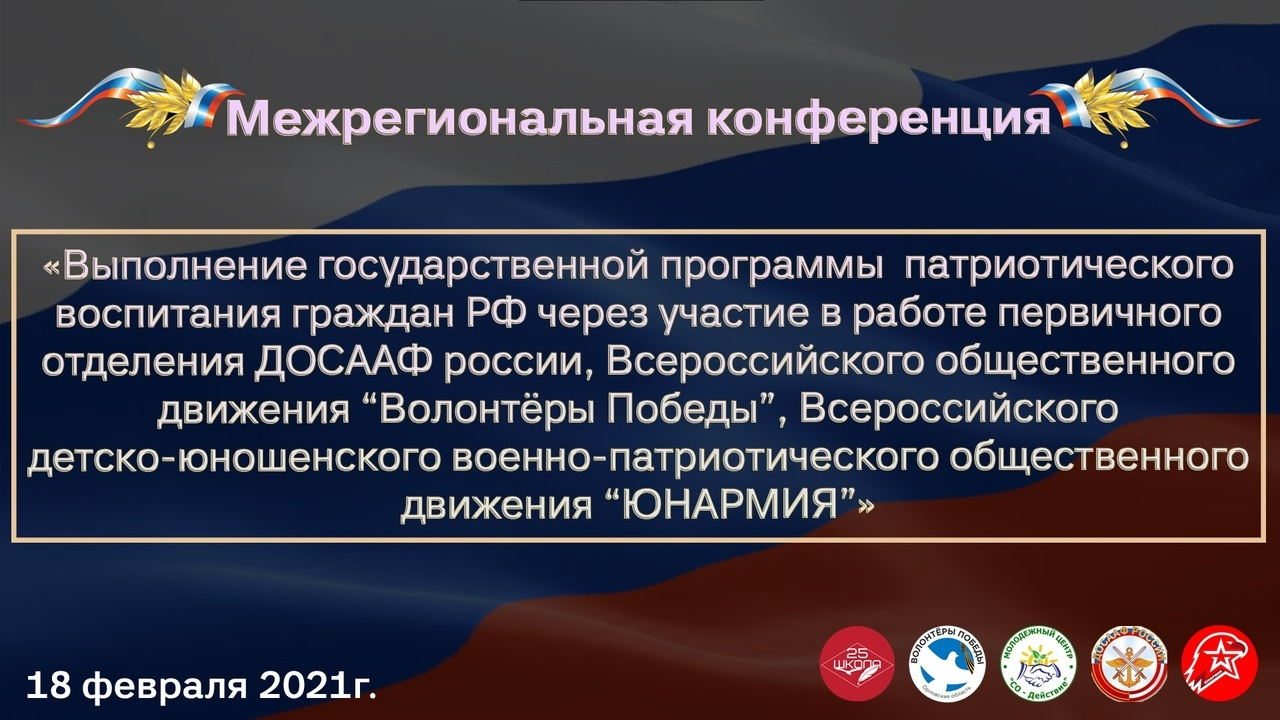 Межрегиональная конференция
«Выполнение государственной программы патриотического
воспитания граждан РФ через участие в работе первичного
отделения ДОСААФ россии, Всероссийского общественного
движения “Волонтёры Победы”, Всероссийского
детско-юношенского военно-патриотического общественного
движения “ЮНАРМИЯ”»
18 февраля 2021г.
25
ШКОЛА
ВОЛОНТЁРЫ ПОБЕДЫ
Орловская область
МОЛОДЕЖНЫЙ ЦЕНТР
"СО - Действие"
ДОСААФ РОССИИ